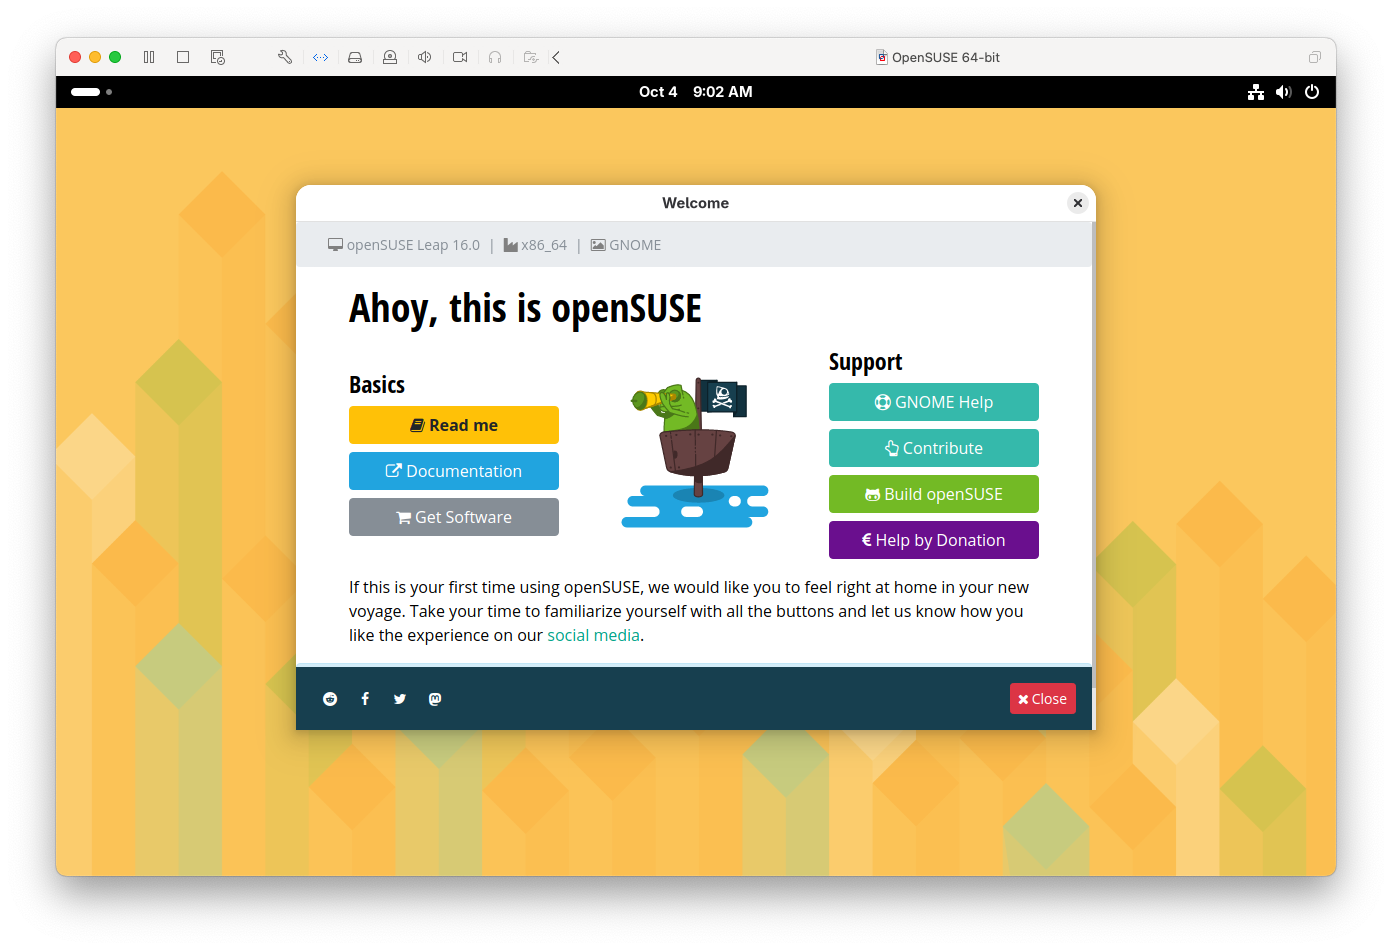 OpenSUSE 64-bit
Oct 4 9:02 AM
Welcome
openSUSE Leap 16.0 | x86_64 | GNOME
Ahoy, this is openSUSE
Basics
Read me
Documentation
Get Software
Support
GNOME Help
Contribute
Build openSUSE
Help by Donation
If this is your first time using openSUSE, we would like you to feel right at home in your new
voyage. Take your time to familiarize yourself with all the buttons and let us know how you
like the experience on our social media.
Close